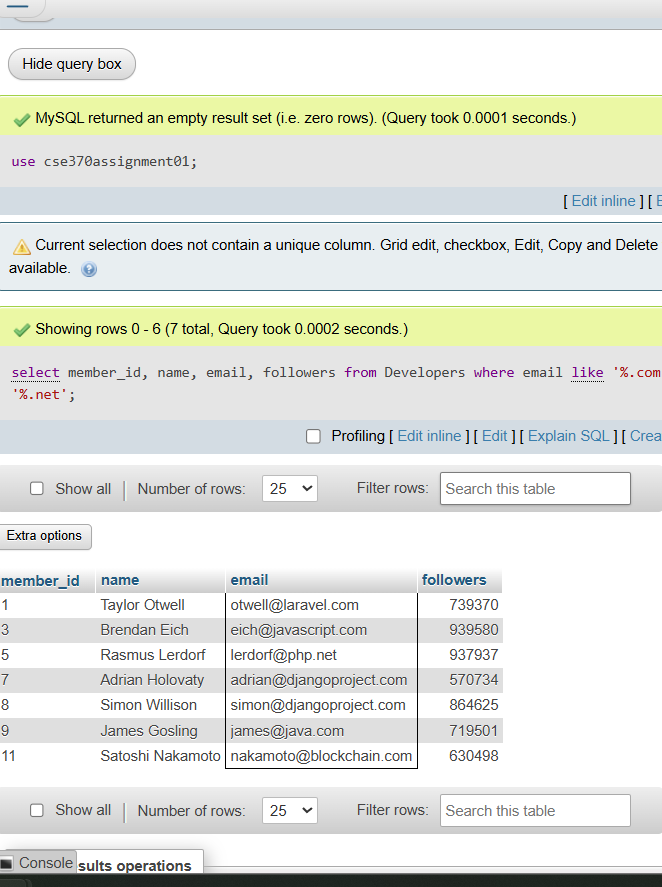 Hide query box
MySQL returned an empty result set (i.e. zero rows). (Query took 0.0001 seconds.)
use cse370assignment01;
[ Edit inline ] [ E
Current selection does not contain a unique column. Grid edit, checkbox, Edit, Copy and Delete
available.
Showing rows 0 - 6 (7 total, Query took 0.0002 seconds.)
select member_id, name, email, followers from Developers where email like '%.com
'%.net';
Profiling [ Edit inline ] [ Edit ] [ Explain SQL ] [ Crea
Show all | Number of rows: 25 Filter rows: Search this table
Extra options
member_id name email followers
1 Taylor Otwell otwell@laravel.com 739370
3 Brendan Eich eich@javascript.com 939580
5 Rasmus Lerdorf lerdorf@php.net 937937
7 Adrian Holovaty adrian@djangoproject.com 570734
8 Simon Willison simon@djangoproject.com 864625
9 James Gosling james@java.com 719501
11 Satoshi Nakamoto nakamoto@blockchain.com 630498
Show all | Number of rows: 25 Filter rows: Search this table
Console sults operations